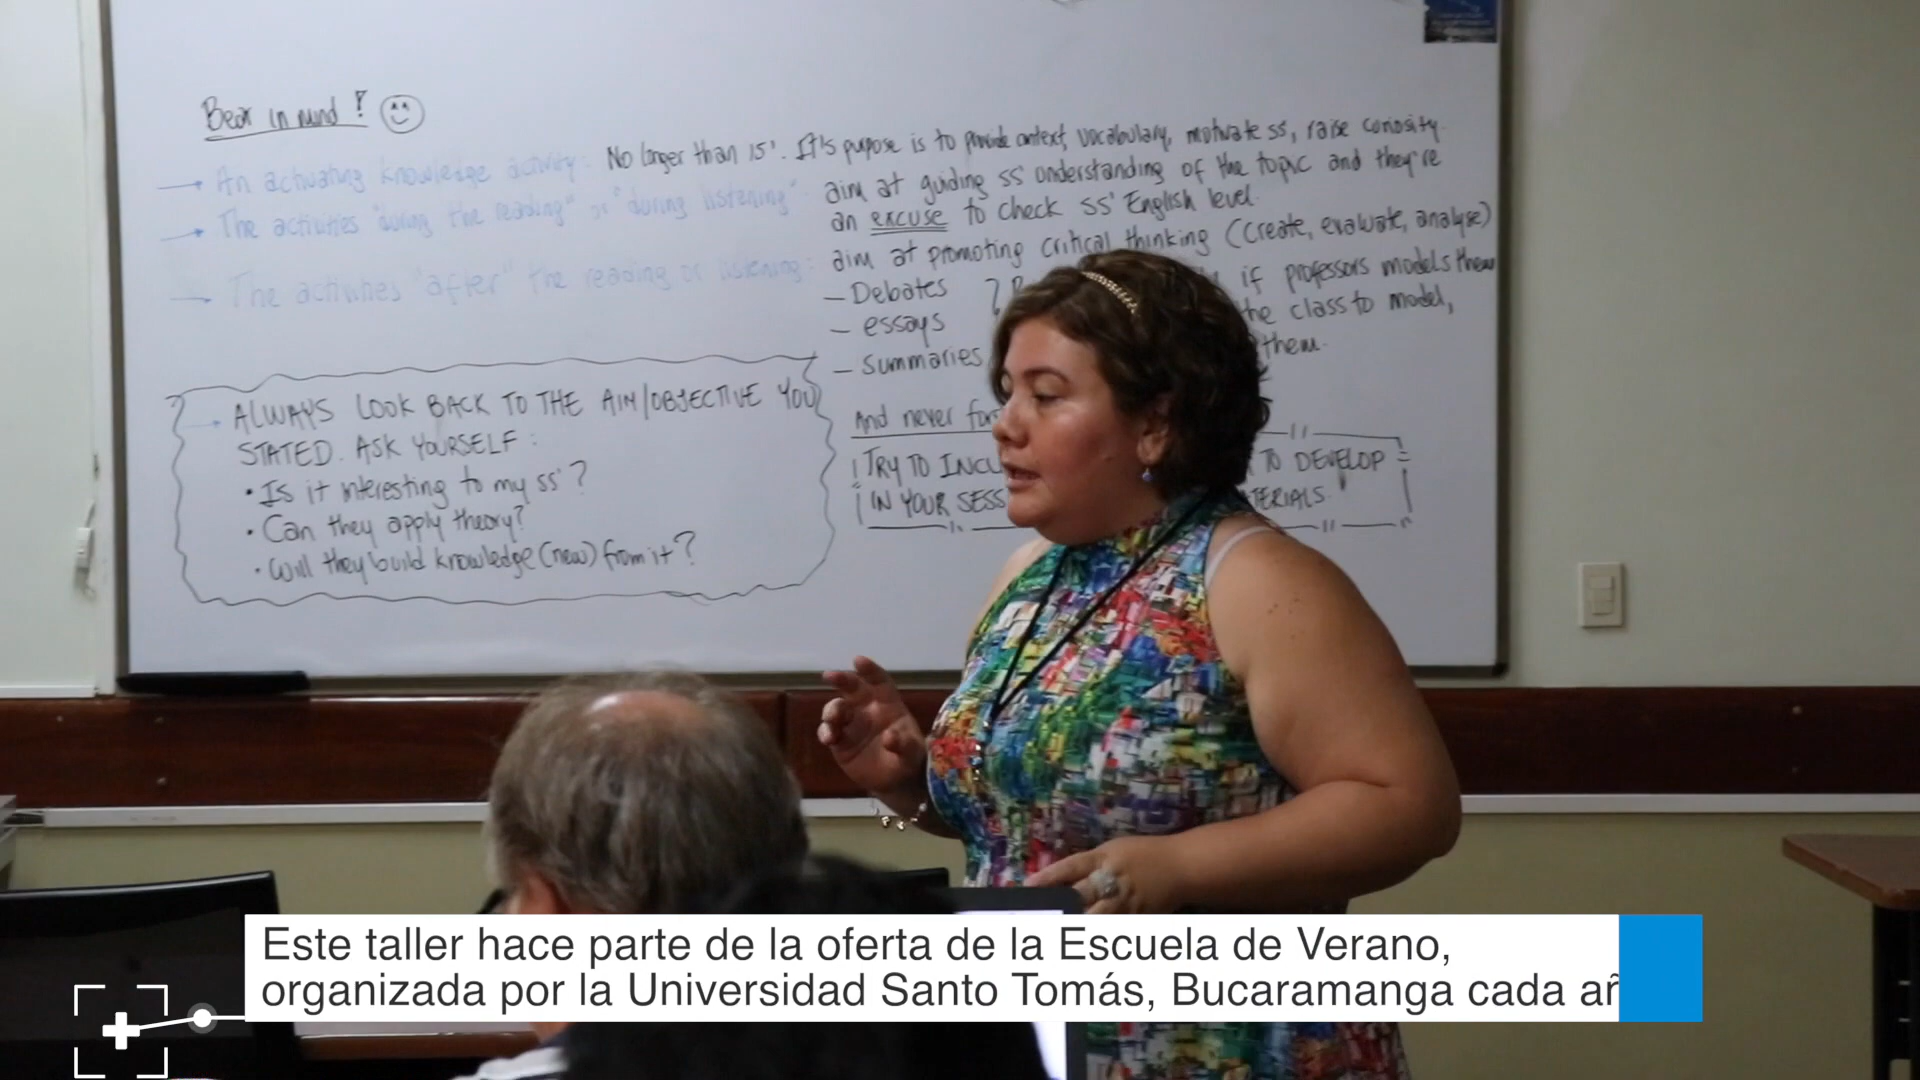 Bear in mind!
An activating knowledge activity: No longer than 15'. It's purpose is to provide context, vocabulary, motivate ss, raise curiosity.
The activities "during the reading" or "during listening" aim at guiding ss' understanding of the topic and they're
an excuse to check ss' English level.
The activities "after" the reading or listening: aim at promoting critical thinking (create, evaluate, analyse)
- Debates if professors models them
- essays the class to model,
- Summaries them.
ALWAYS LOOK BACK TO THE AIM/OBJECTIVE YOU
STATED. ASK YOURSELF:
• Is it interesting to my ss'?
• Can they apply theory?
• Will they build knowledge (new) from it?
And never for
TRY TO INCLU TO DEVELOP
IN YOUR SESS TERIALS.
Este taller hace parte de la oferta de la Escuela de Verano,
organizada por la Universidad Santo Tomás, Bucaramanga cada añ